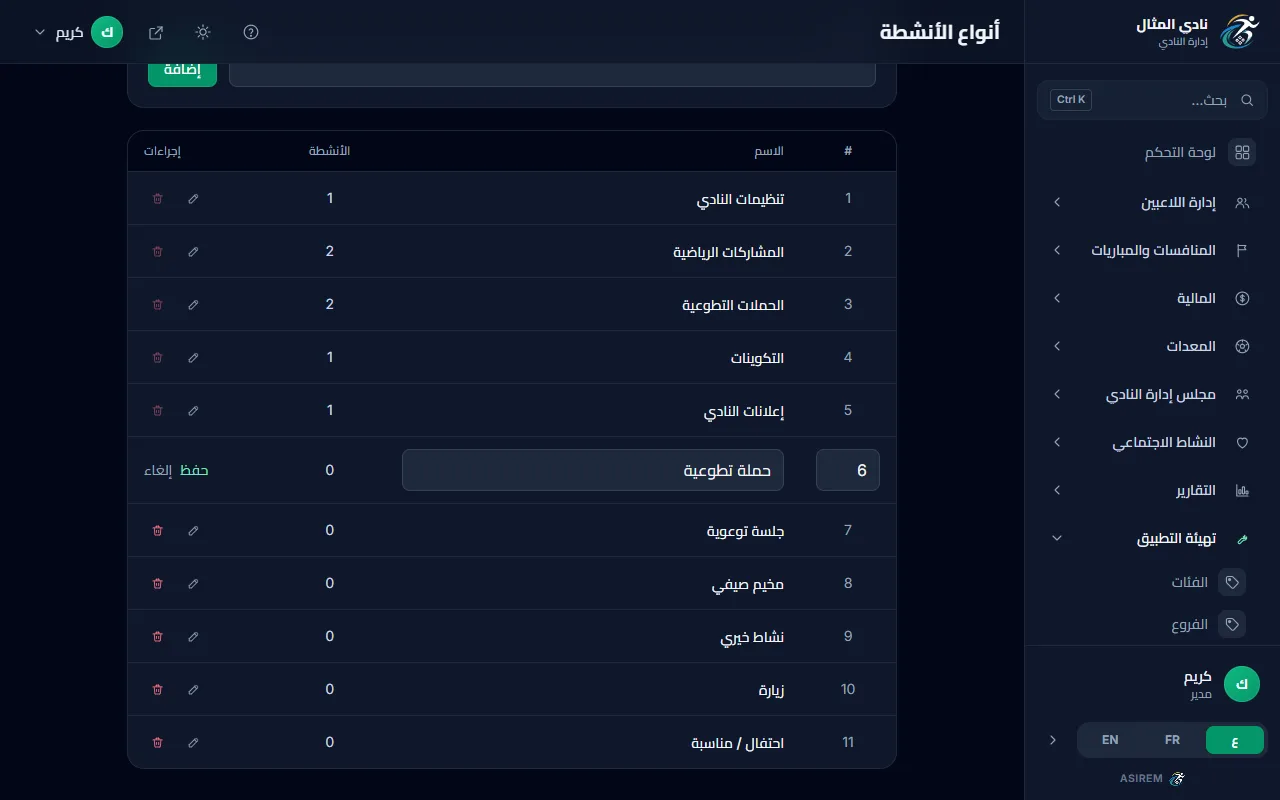 نادي المثال
إدارة النادي
أنواع الأنشطة
كريم
ك
بحث...
Ctrl K
لوحة التحكم
إدارة اللاعبين
المنافسات والمباريات
المالية
المعدات
مجلس إدارة النادي
النشاط الاجتماعي
التقارير
تهيئة التطبيق
الفئات
الفروع
ك
كريم
مدير
ع FR EN
ASIREM
إضافة
# الاسم الأنشطة إجراءات
1 تنظيمات النادي 1
2 المشاركات الرياضية 2
3 الحملات التطوعية 2
4 التكوينات 1
5 إعلانات النادي 1
6 حملة تطوعية 0 حفظ إلغاء
7 جلسة توعوية 0
8 مخيم صيفي 0
9 نشاط خيري 0
10 زيارة 0
11 احتفال / مناسبة 0